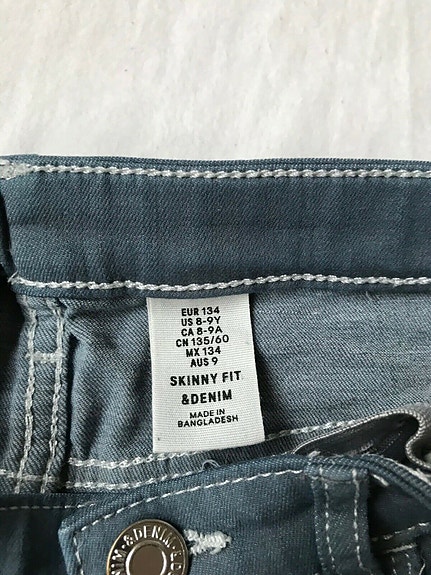 EUR 134
US 8-9Y
CA 8-9A
CN 135/60
MX 134
AUS 9
SKINNY FIT
&DENIM
MADE IN
BANGLADESH
&DENIM